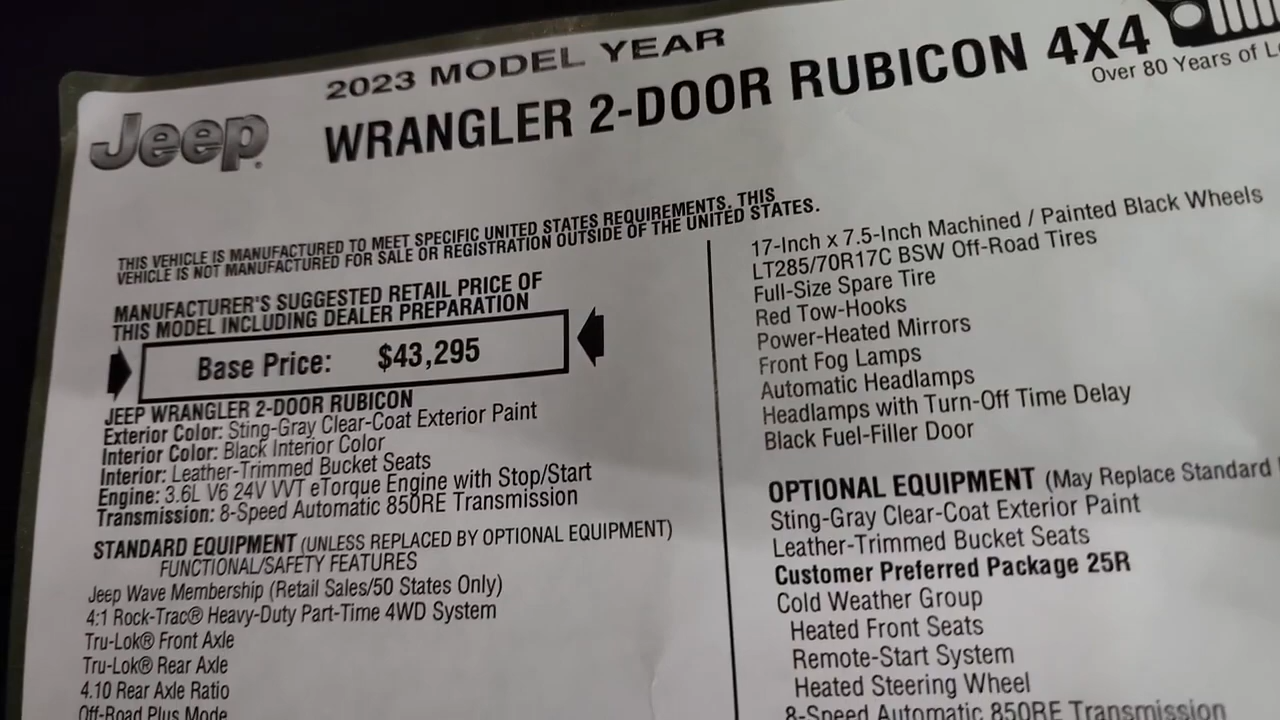 2023 MODEL YEAR
Jeep
WRANGLER 2-DOOR RUBICON 4X4
Over 80 Years of
THIS VEHICLE IS MANUFACTURED TO MEET SPECIFIC UNITED STATES REQUIREMENTS. THIS
VEHICLE IS NOT MANUFACTURED FOR SALE OR REGISTRATION OUTSIDE OF THE UNITED STATES.
MANUFACTURER'S SUGGESTED RETAIL PRICE OF
THIS MODEL INCLUDING DEALER PREPARATION
Base Price: $43,295
JEEP WRANGLER 2-DOOR RUBICON
Exterior Color: Sting-Gray Clear-Coat Exterior Paint
Interior Color: Black Interior Color
Interior: Leather-Trimmed Bucket Seats
Engine: 3.6L V6 24V VVT eTorque Engine with Stop/Start
Transmission: 8-Speed Automatic 850RE Transmission
STANDARD EQUIPMENT (UNLESS REPLACED BY OPTIONAL EQUIPMENT)
FUNCTIONAL/SAFETY FEATURES
Jeep Wave Membership (Retail Sales/50 States Only)
4:1 Rock-Trac® Heavy-Duty Part-Time 4WD System
Tru-Lok® Front Axle
Tru-Lok® Rear Axle
4.10 Rear Axle Ratio
Off-Road Plus Mode
17-Inch x 7.5-Inch Machined / Painted Black Wheels
LT285/70R17C BSW Off-Road Tires
Full-Size Spare Tire
Red Tow-Hooks
Power-Heated Mirrors
Front Fog Lamps
Automatic Headlamps
Headlamps with Turn-Off Time Delay
Black Fuel-Filler Door
OPTIONAL EQUIPMENT (May Replace Standard
Sting-Gray Clear-Coat Exterior Paint
Leather-Trimmed Bucket Seats
Customer Preferred Package 25R
Cold Weather Group
Heated Front Seats
Remote-Start System
Heated Steering Wheel
8-Speed Automatic 850RE Transmission